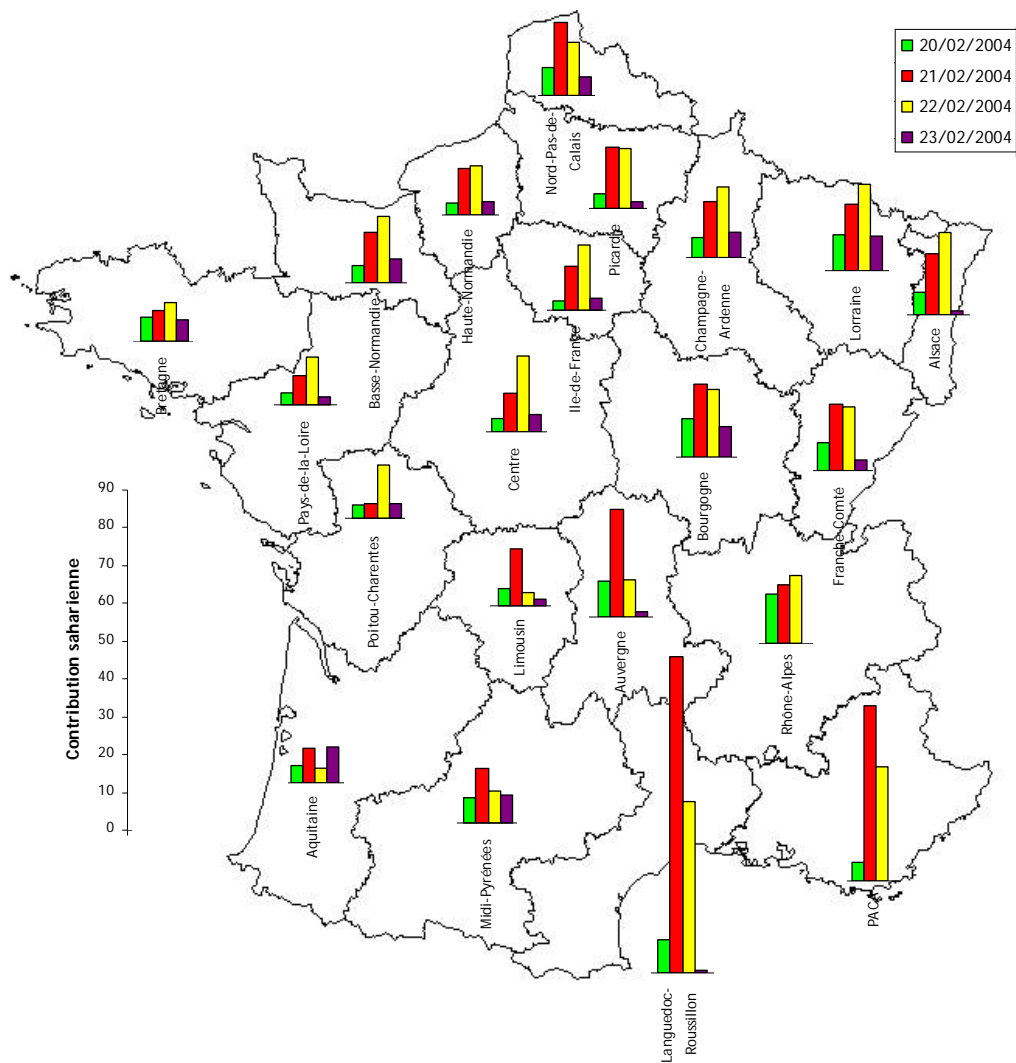 20/02/2004
21/02/2004
22/02/2004
23/02/2004
Nord-Pas-de-
Calais
Picardie
Haute-Normandie
Basse-Normandie
Champagne-
Ardenne
Lorraine
Alsace
Ile-de-France
Bretagne
Pays-de-la-Loire
Centre
Bourgogne
Franche-Comté
Poitou-Charentes
Limousin
Auvergne
Rhône-Alpes
Aquitaine
Midi-Pyrénées
Languedoc-
Roussillon
PACA
Contribution saharienne
90
80
70
60
50
40
30
20
10
0